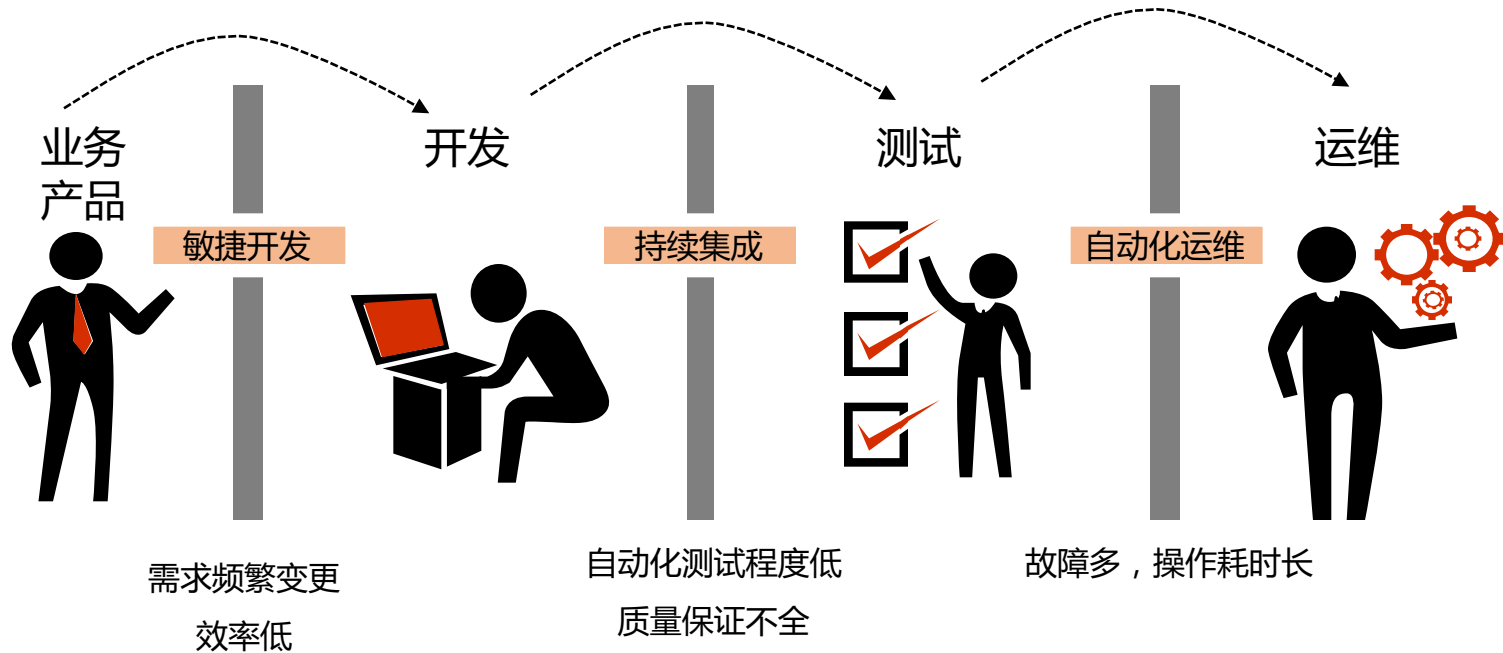 业务
产品
开发
测试
运维
敏捷开发
持续集成
自动化运维
需求频繁变更
效率低
自动化测试程度低
质量保证不全
故障多，操作耗时长